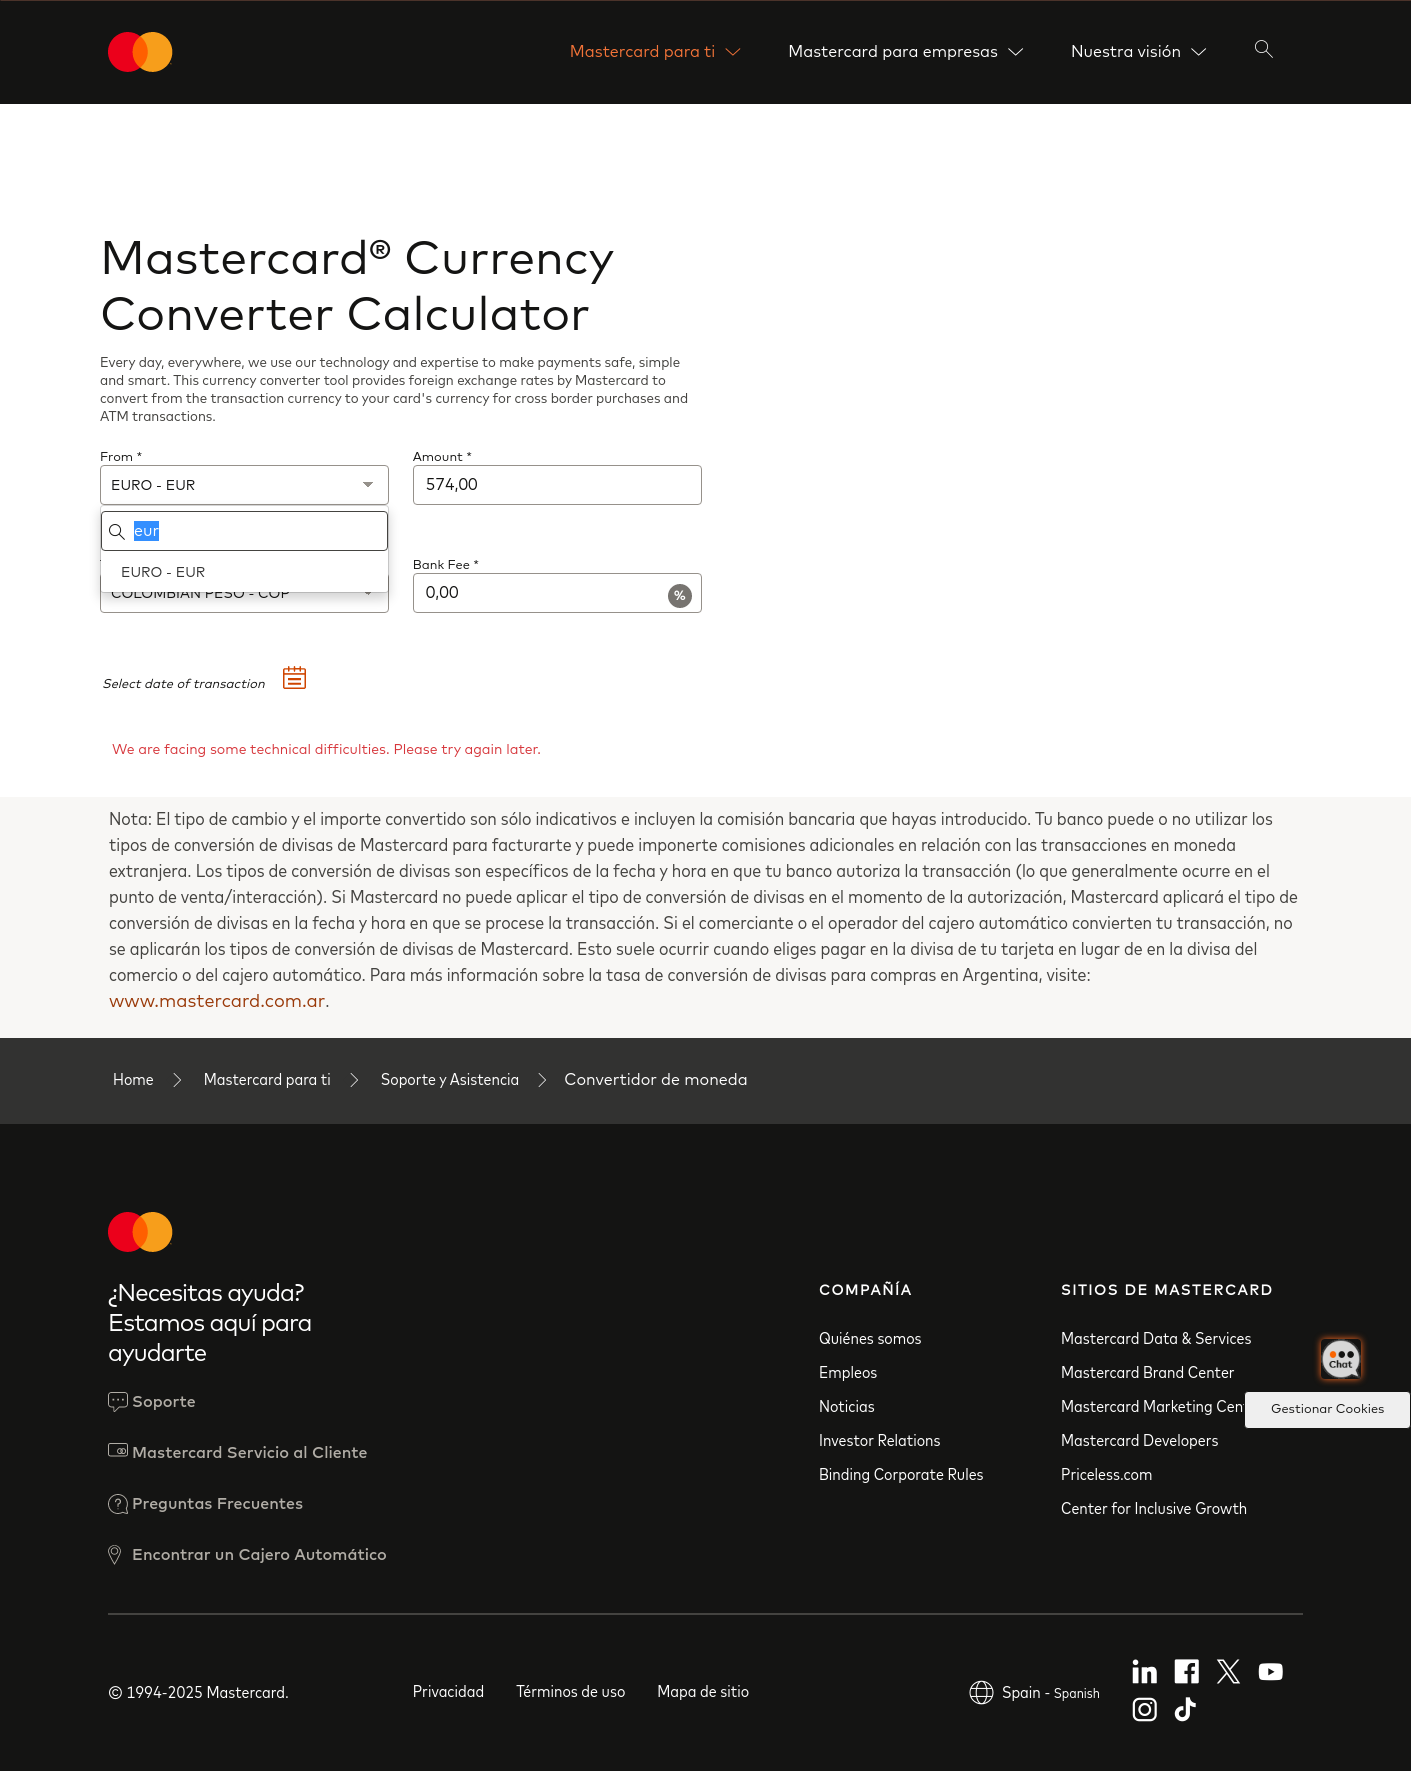 Mastercard para ti
Mastercard para empresas
Nuestra visión
Mastercard® Currency
Converter Calculator
Every day, everywhere, we use our technology and expertise to make payments safe, simple
and smart. This currency converter tool provides foreign exchange rates by Mastercard to
convert from the transaction currency to your card's currency for cross border purchases and
ATM transactions.
From *
Amount *
EURO - EUR
574,00
eur
EURO - EUR
Bank Fee *
COLOMBIAN PESO - COP
0,00
%
Select date of transaction
We are facing some technical difficulties. Please try again later.
Nota: El tipo de cambio y el importe convertido son sólo indicativos e incluyen la comisión bancaria que hayas introducido. Tu banco puede o no utilizar los
tipos de conversión de divisas de Mastercard para facturarte y puede imponerte comisiones adicionales en relación con las transacciones en moneda
extranjera. Los tipos de conversión de divisas son específicos de la fecha y hora en que tu banco autoriza la transacción (lo que generalmente ocurre en el
punto de venta/interacción). Si Mastercard no puede aplicar el tipo de conversión de divisas en el momento de la autorización, Mastercard aplicará el tipo de
conversión de divisas en la fecha y hora en que se procese la transacción. Si el comerciante o el operador del cajero automático convierten tu transacción, no
se aplicarán los tipos de conversión de divisas de Mastercard. Esto suele ocurrir cuando eliges pagar en la divisa de tu tarjeta en lugar de en la divisa del
comercio o del cajero automático. Para más información sobre la tasa de conversión de divisas para compras en Argentina, visite:
www.mastercard.com.ar.
Home
Mastercard para ti
Soporte y Asistencia
Convertidor de moneda
¿Necesitas ayuda?
Estamos aquí para
ayudarte
Soporte
Mastercard Servicio al Cliente
Preguntas Frecuentes
Encontrar un Cajero Automático
COMPAÑÍA
Quiénes somos
Empleos
Noticias
Investor Relations
Binding Corporate Rules
SITIOS DE MASTERCARD
Mastercard Data & Services
Mastercard Brand Center
Mastercard Marketing Cen
Mastercard Developers
Priceless.com
Center for Inclusive Growth
Chat
Gestionar Cookies
© 1994-2025 Mastercard.
Privacidad
Términos de uso
Mapa de sitio
Spain - Spanish